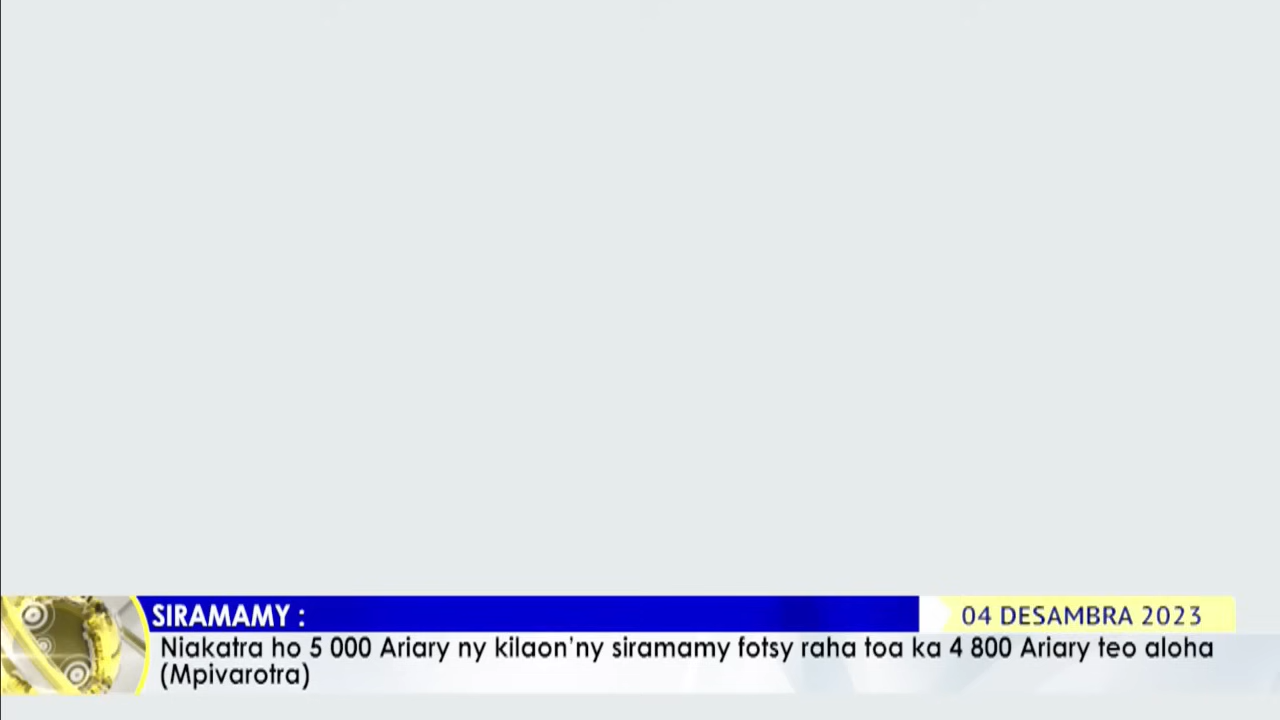 SIRAMAMY :
04 DESAMBRA 2023
Niakatra ho 5 000 Ariary ny kilaon'ny siramamy fotsy raha toa ka 4 800 Ariary teo aloha
(Mpivarotra)